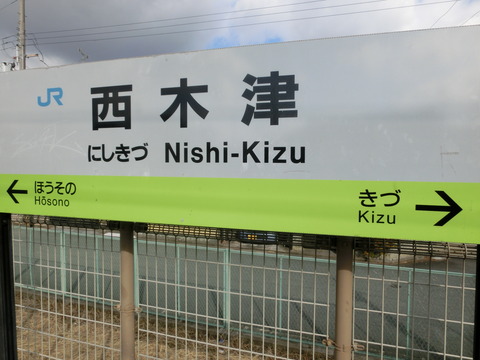 JR 西木津
にしきづ Nishi-Kizu
← ほうその
Hōsono
きづ →
Kizu